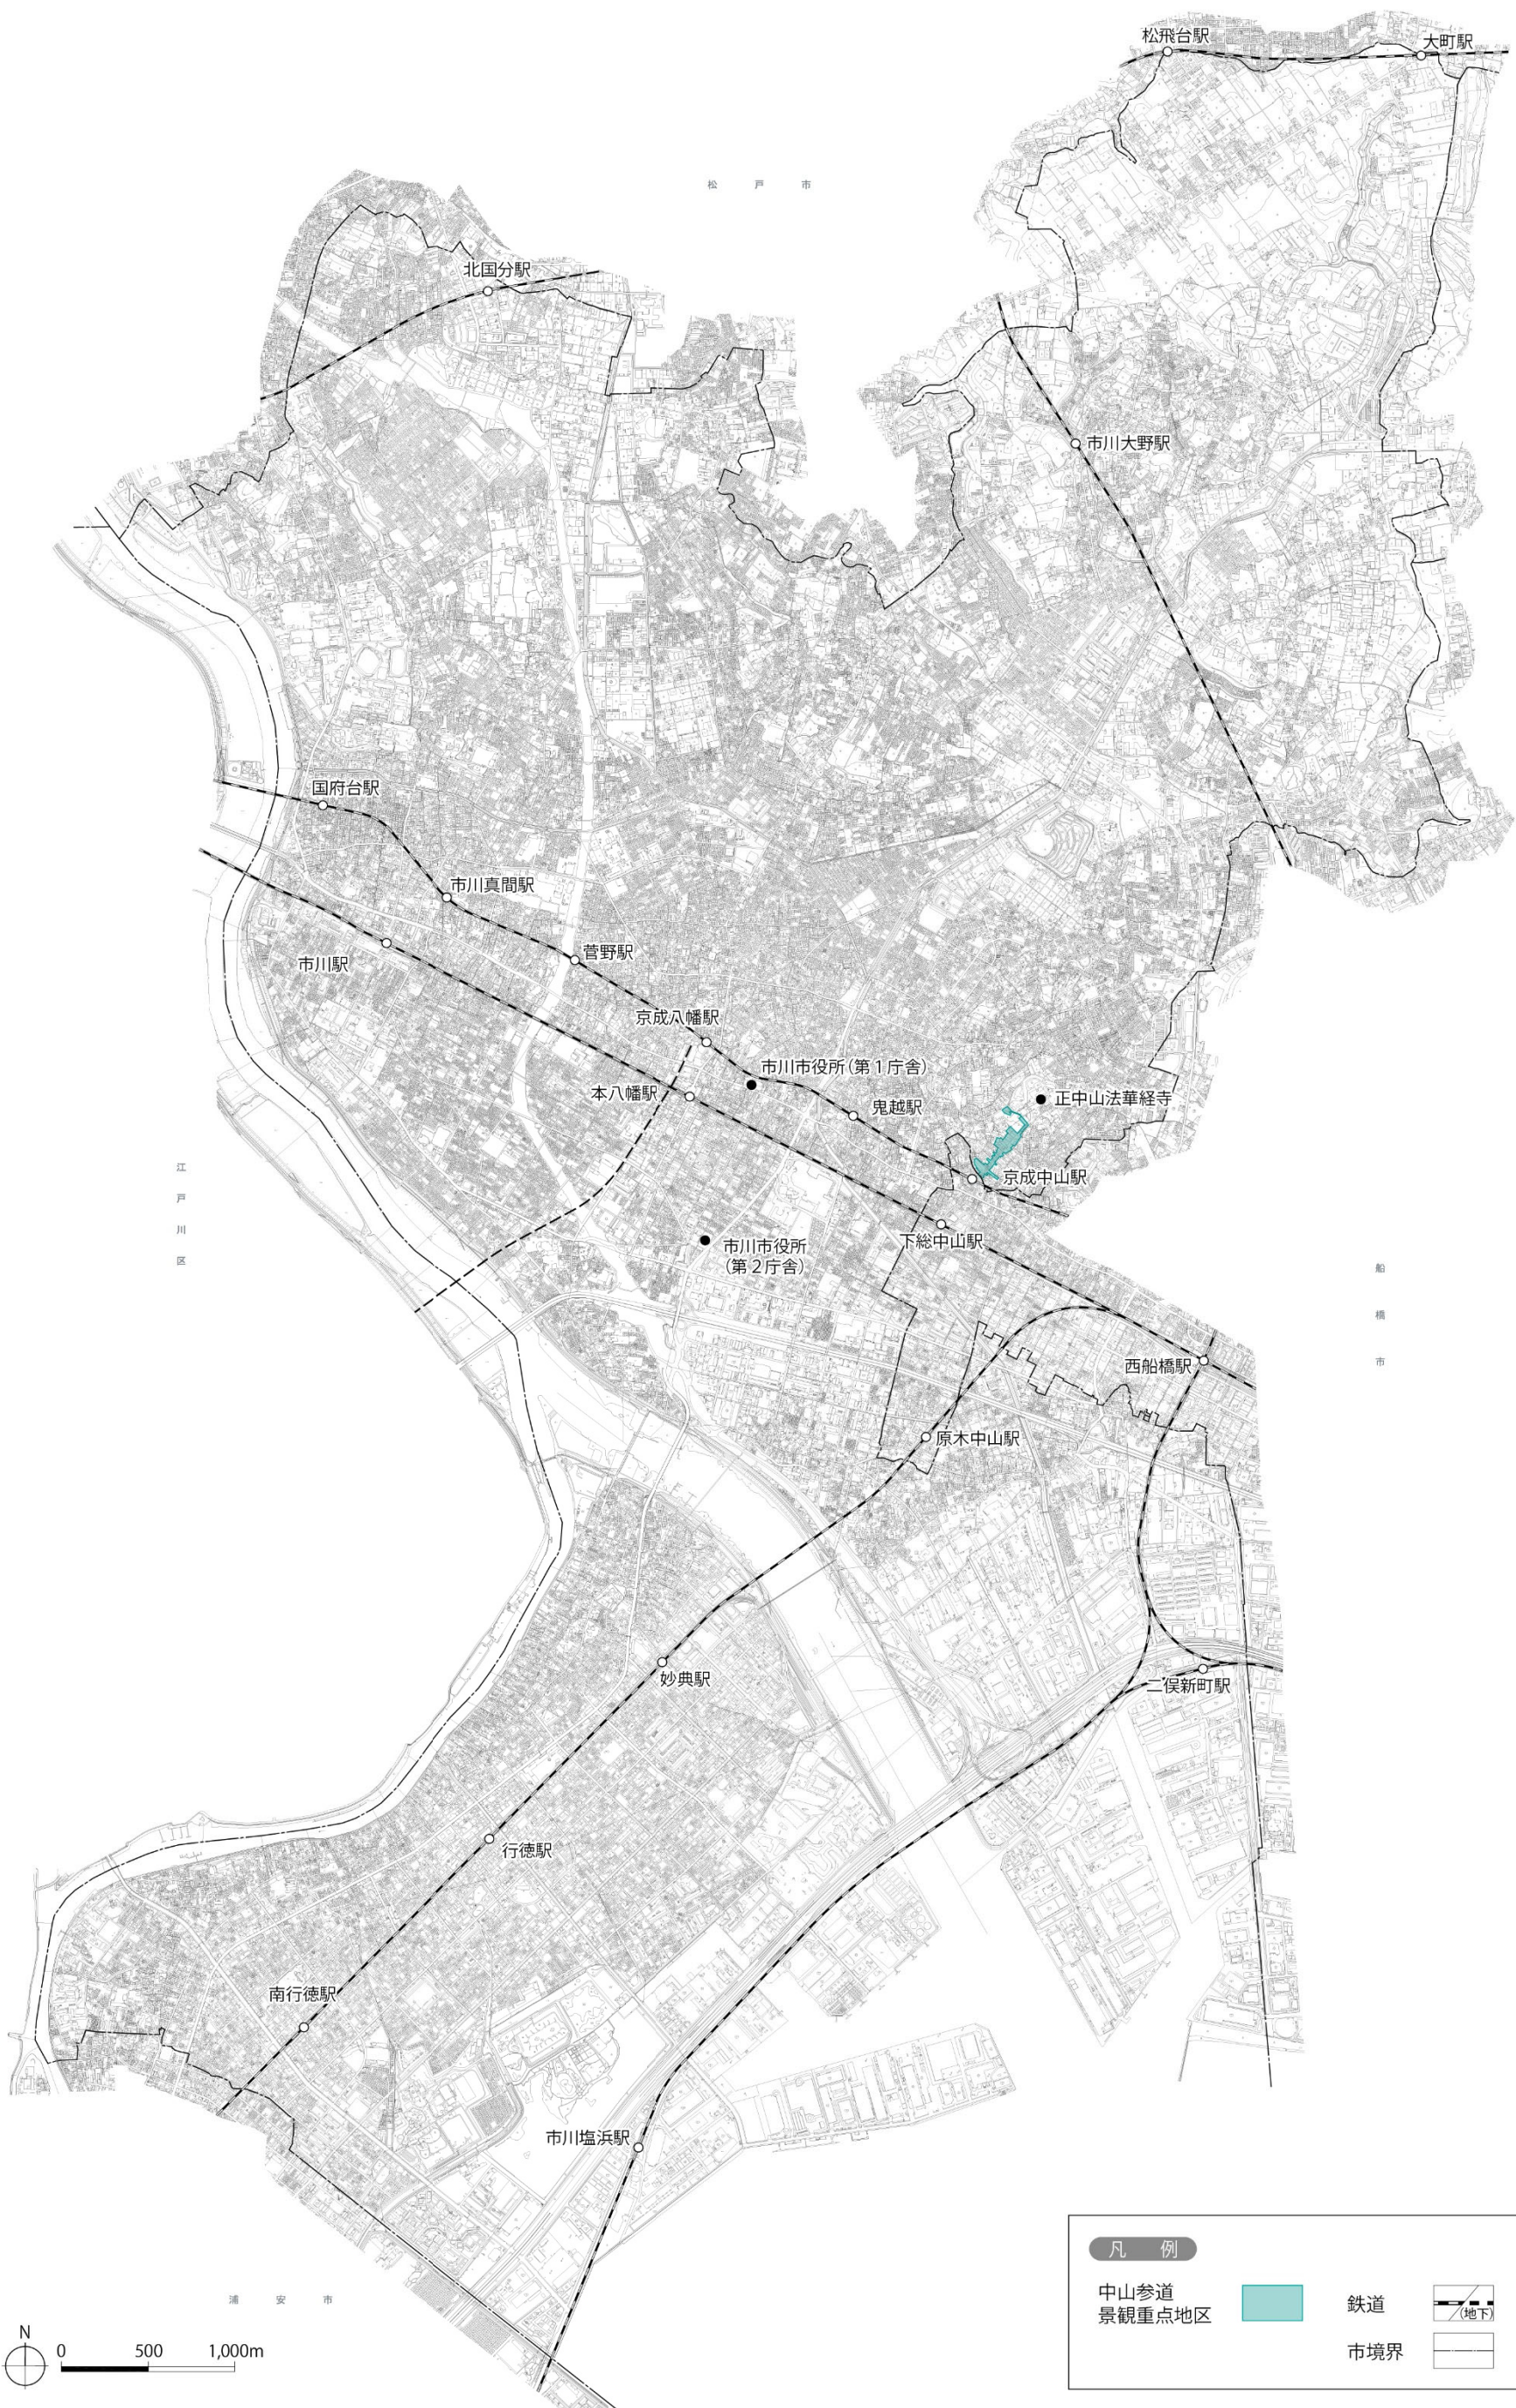 松飛台駅
大町駅
松戸市
北国分駅
市川大野駅
国府台駅
市川真間駅
市川駅
菅野駅
京成八幡駅
市川市役所(第1庁舎)
本八幡駅
鬼越駅
正中山法華経寺
京成中山駅
江戸川区
下総中山駅
市川市役所
(第2庁舎)
船橋市
西船橋駅
原木中山駅
妙典駅
二俣新町駅
行徳駅
南行徳駅
市川塩浜駅
浦安市
N
0 500 1,000m
凡例
中山参道
景観重点地区
鉄道
(地下)
市境界